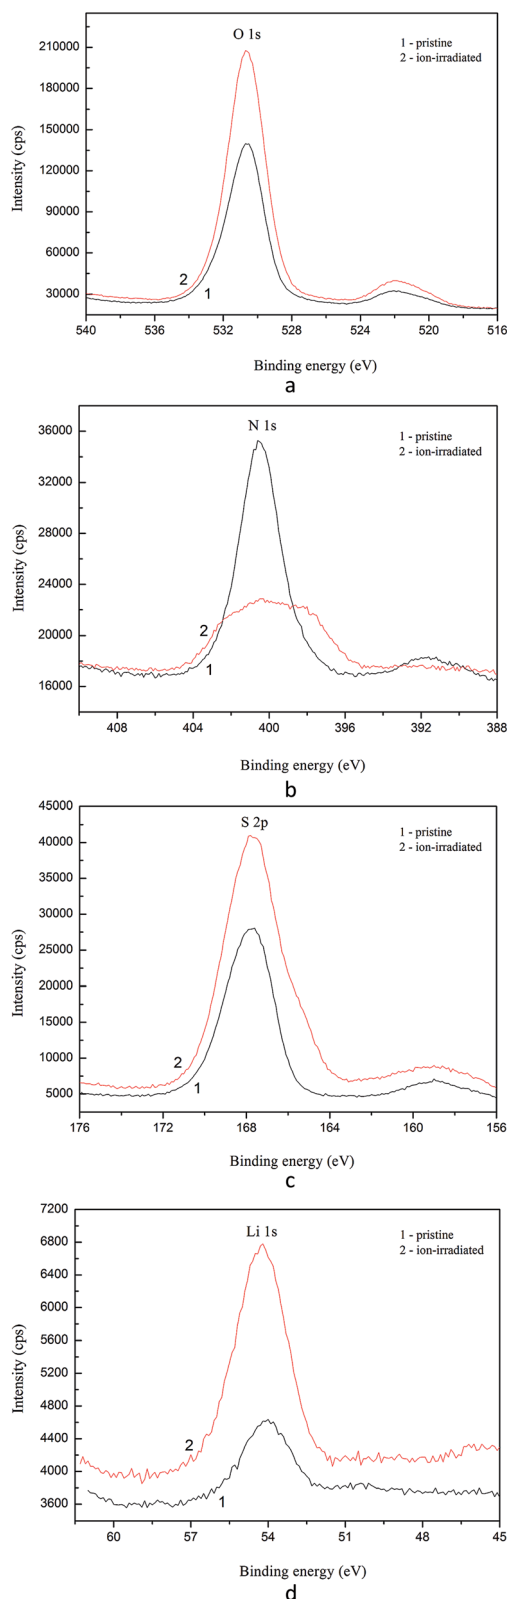 O 1s
1 - pristine
2 - ion-irradiated
210000
180000
150000
120000
90000
60000
30000
Intensity (cps)
2
1
540
536
532
528
524
520
516
Binding energy (eV)
a
N 1s
1 - pristine
2 - ion-irradiated
36000
32000
28000
24000
20000
16000
Intensity (cps)
2
1
408
404
400
396
392
388
Binding energy (eV)
b
S 2p
1 - pristine
2 - ion-irradiated
45000
40000
35000
30000
25000
20000
15000
10000
5000
Intensity (cps)
2
1
176
172
168
164
160
156
Binding energy (eV)
c
Li 1s
1 - pristine
2 - ion-irradiated
7200
6800
6400
6000
5600
5200
4800
4400
4000
3600
Intensity (cps)
2
1
60
57
54
51
48
45
Binding energy (eV)
d